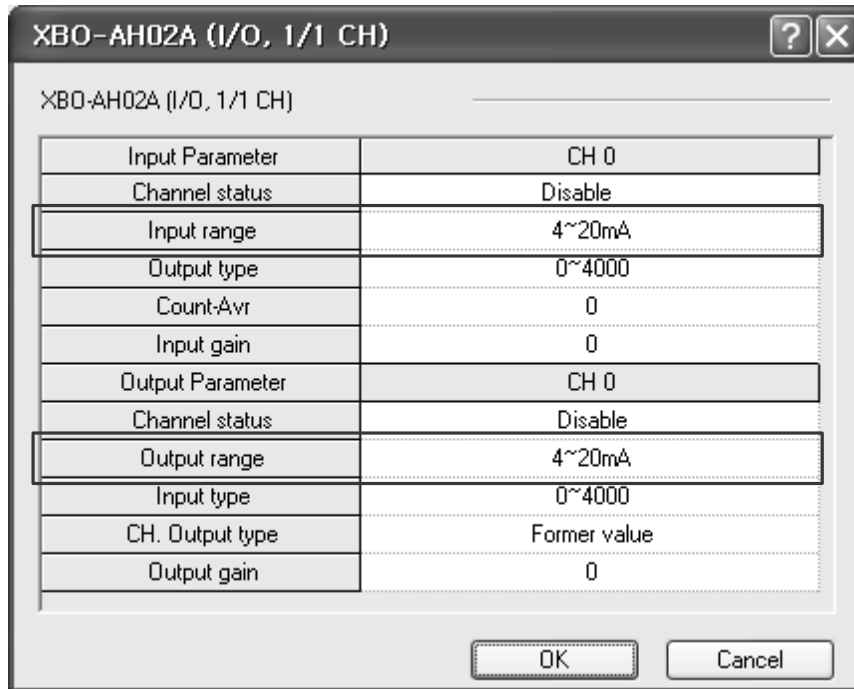 XBO-AH02A (I/O, 1/1 CH)
XBO-AH02A (I/O, 1/1 CH)
Input Parameter CH 0
Channel status Disable
Input range 4~20mA
Output type 0~4000
Count-Avr 0
Input gain 0
Output Parameter CH 0
Channel status Disable
Output range 4~20mA
Input type 0~4000
CH. Output type Former value
Output gain 0
OK Cancel